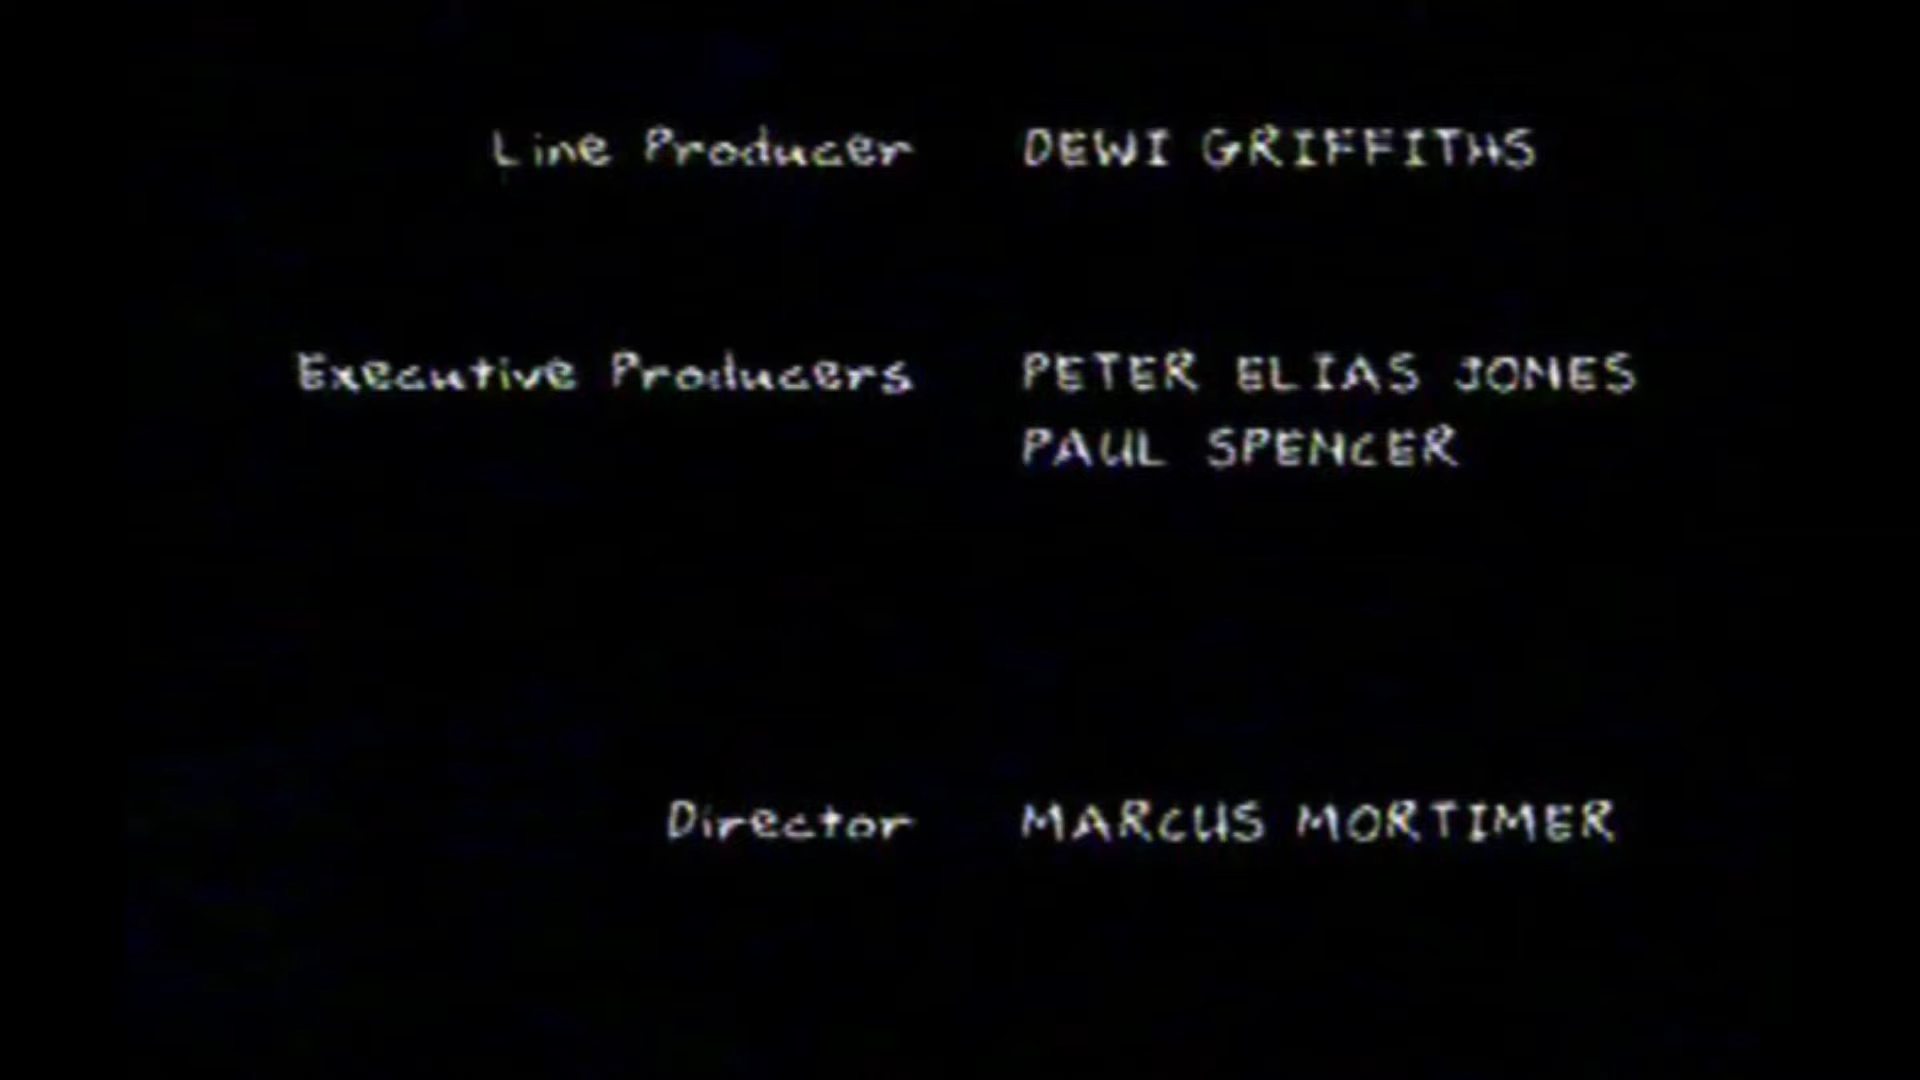 Line Producer DEWI GRIFFITHS
Executive Producers PETER ELIAS JONES
PAUL SPENCER
Director MARCUS MORTIMER